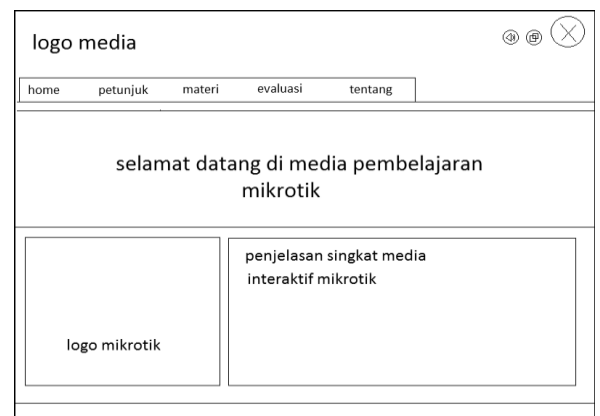 logo media
home petunjuk materi evaluasi tentang
selamat datang di media pembelajaran
mikrotik
logo mikrotik
penjelasan singkat media
interaktif mikrotik